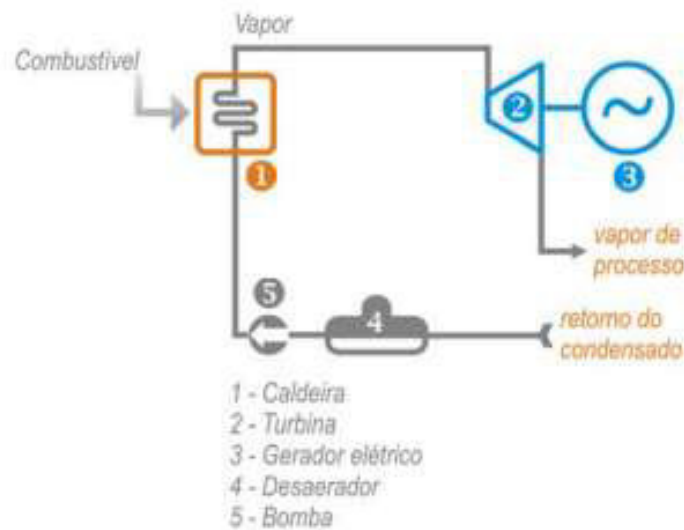 Vapor
Combustivel
2
1
3
vapor de
processo
5
4
retorno do
condensado
1 - Caldeira
2 - Turbina
3 - Gerador elétrico
4 - Desaerador
5 - Bomba